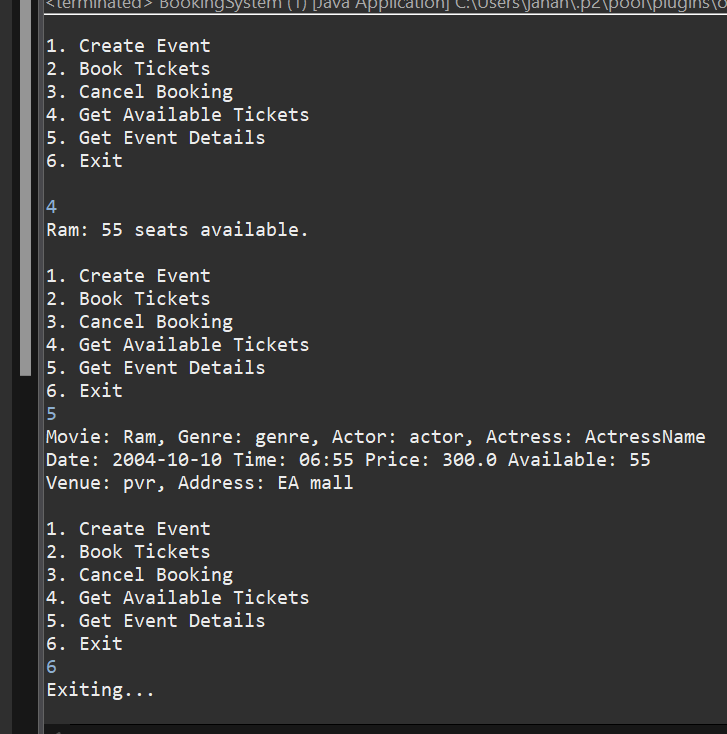 <terminated> BookingSystem (1) [Java Application] C:\Users\janan\.p2\pool\plugins\o
1. Create Event
2. Book Tickets
3. Cancel Booking
4. Get Available Tickets
5. Get Event Details
6. Exit
4
Ram: 55 seats available.
1. Create Event
2. Book Tickets
3. Cancel Booking
4. Get Available Tickets
5. Get Event Details
6. Exit
5
Movie: Ram, Genre: genre, Actor: actor, Actress: ActressName
Date: 2004-10-10 Time: 06:55 Price: 300.0 Available: 55
Venue: pvr, Address: EA mall
1. Create Event
2. Book Tickets
3. Cancel Booking
4. Get Available Tickets
5. Get Event Details
6. Exit
6
Exiting...